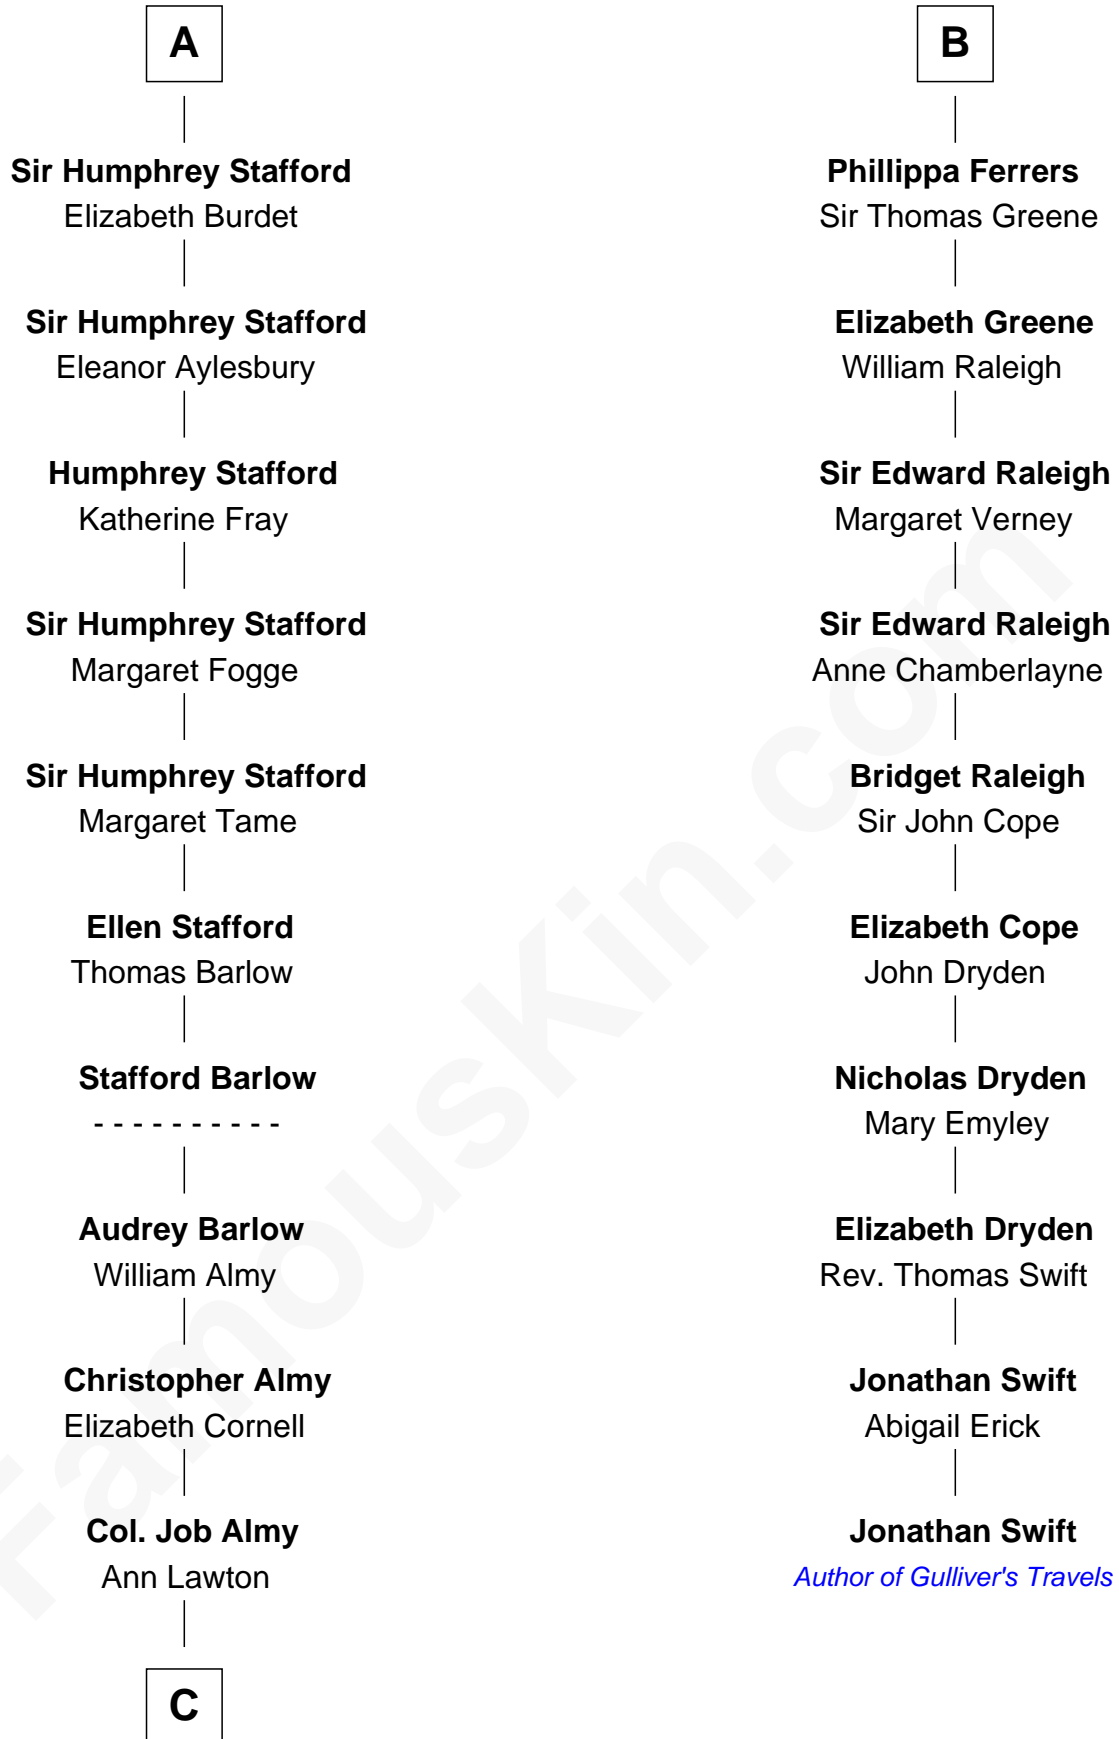 A
Sir Humphrey Stafford
Elizabeth Burdet
Sir Humphrey Stafford
Eleanor Aylesbury
Humphrey Stafford
Katherine Fray
Sir Humphrey Stafford
Margaret Fogge
Sir Humphrey Stafford
Margaret Tame
Ellen Stafford
Thomas Barlow
Stafford Barlow
- - - - - - - - - -
Audrey Barlow
William Almy
Christopher Almy
Elizabeth Cornell
Col. Job Almy
Ann Lawton
C
B
Phillippa Ferrers
Sir Thomas Greene
Elizabeth Greene
William Raleigh
Sir Edward Raleigh
Margaret Verney
Sir Edward Raleigh
Anne Chamberlayne
Bridget Raleigh
Sir John Cope
Elizabeth Cope
John Dryden
Nicholas Dryden
Mary Emyley
Elizabeth Dryden
Rev. Thomas Swift
Jonathan Swift
Abigail Erick
Jonathan Swift
Author of Gulliver's Travels
FamousKin.com